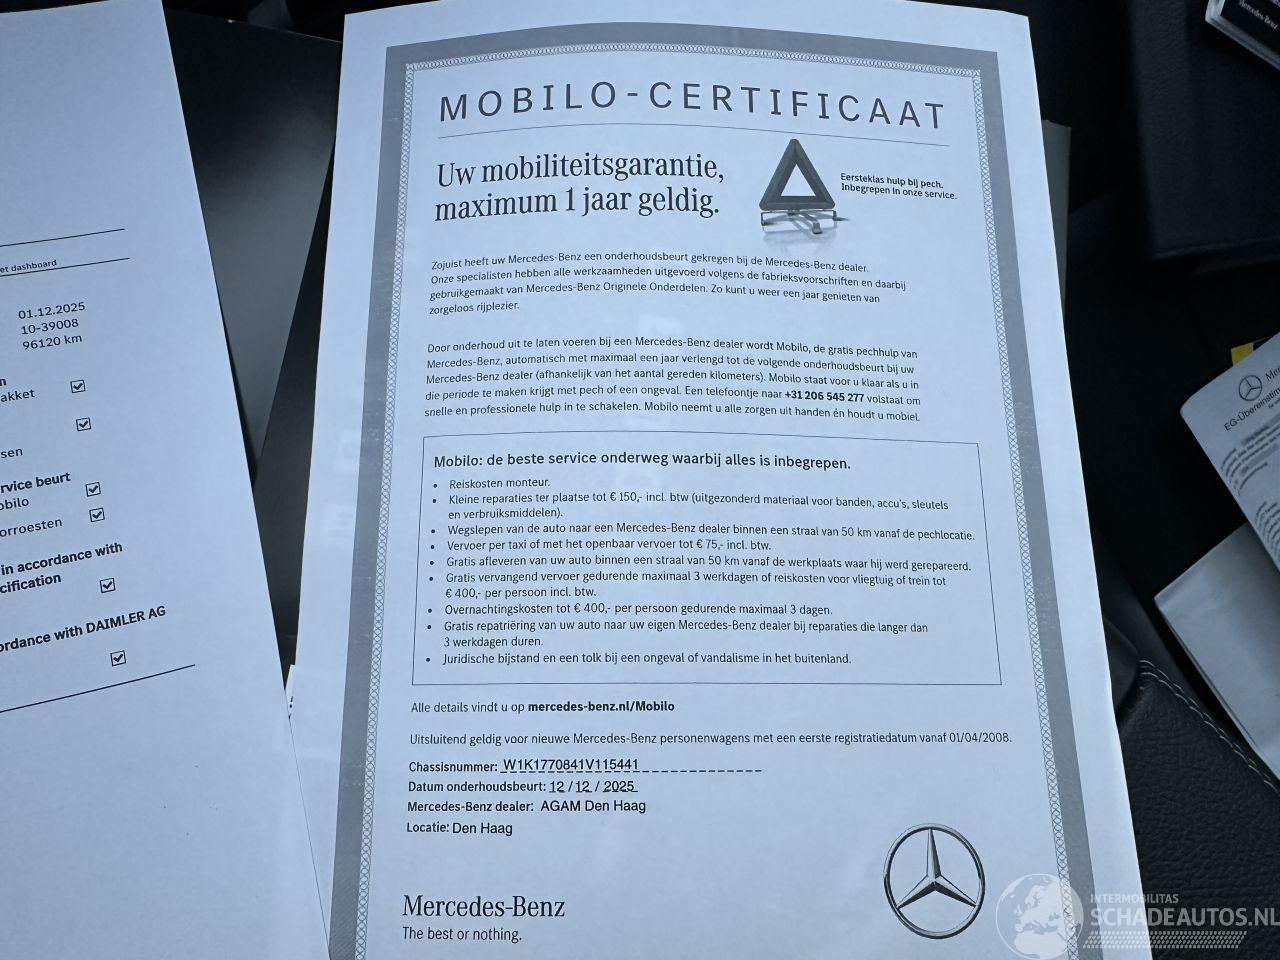 et dashboard
01.12.2025
10-39008
96120 km
n
akket
sen
rvice beurt
obilo
orroesten
in accordance with
cification
ordance with DAIMLER AG
MOBILO-CERTIFICAAT
Uw mobiliteitsgarantie,
maximum 1 jaar geldig.
Eersteklas hulp bij pech.
Inbegrepen in onze service.
Zojuist heeft uw Mercedes-Benz een onderhoudsbeurt gekregen bij de Mercedes-Benz dealer.
Onze specialisten hebben alle werkzaamheden uitgevoerd volgens de fabrieksvoorschriften en daarbij
gebruikgemaakt van Mercedes-Benz Originele Onderdelen. Zo kunt u weer een jaar genieten van
zorgeloos rijplezier.
Door onderhoud uit te laten voeren bij een Mercedes-Benz dealer wordt Mobilo, de gratis pechhulp van
Mercedes-Benz, automatisch met maximaal een jaar verlengd tot de volgende onderhoudsbeurt bij uw
Mercedes-Benz dealer (afhankelijk van het aantal gereden kilometers). Mobilo staat voor u klaar als u in
die periode te maken krijgt met pech of een ongeval. Een telefoontje naar +31 206 545 277 volstaat om
snelle en professionele hulp in te schakelen. Mobilo neemt u alle zorgen uit handen én houdt u mobiel.
Mobilo: de beste service onderweg waarbij alles is inbegrepen.
• Reiskosten monteur.
• Kleine reparaties ter plaatse tot € 150,- incl. btw (uitgezonderd materiaal voor banden, accu's, sleutels
en verbruiksmiddelen).
• Wegslepen van de auto naar een Mercedes-Benz dealer binnen een straal van 50 km vanaf de pechlocatie.
• Vervoer per taxi of met het openbaar vervoer tot € 75,- incl. btw.
• Gratis afleveren van uw auto binnen een straal van 50 km vanaf de werkplaats waar hij werd gerepareerd.
• Gratis vervangend vervoer gedurende maximaal 3 werkdagen of reiskosten voor vliegtuig of trein tot
€ 400,- per persoon incl. btw.
• Overnachtingskosten tot € 400,- per persoon gedurende maximaal 3 dagen.
• Gratis repatriëring van uw auto naar uw eigen Mercedes-Benz dealer bij reparaties die langer dan
3 werkdagen duren.
• Juridische bijstand en een tolk bij een ongeval of vandalisme in het buitenland.
Alle details vindt u op mercedes-benz.nl/Mobilo
Uitsluitend geldig voor nieuwe Mercedes-Benz personenwagens met een eerste registratiedatum vanaf 01/04/2008.
Chassisnummer: W1K1770841V115441
Datum onderhoudsbeurt: 12 / 12 / 2025
Mercedes-Benz dealer: AGAM Den Haag
Locatie: Den Haag
Mercedes-Benz
The best or nothing.
Mercedes-Benz
EG-Übereinstim
INTERMOBILITAS
SCHADEAUTOS.NL